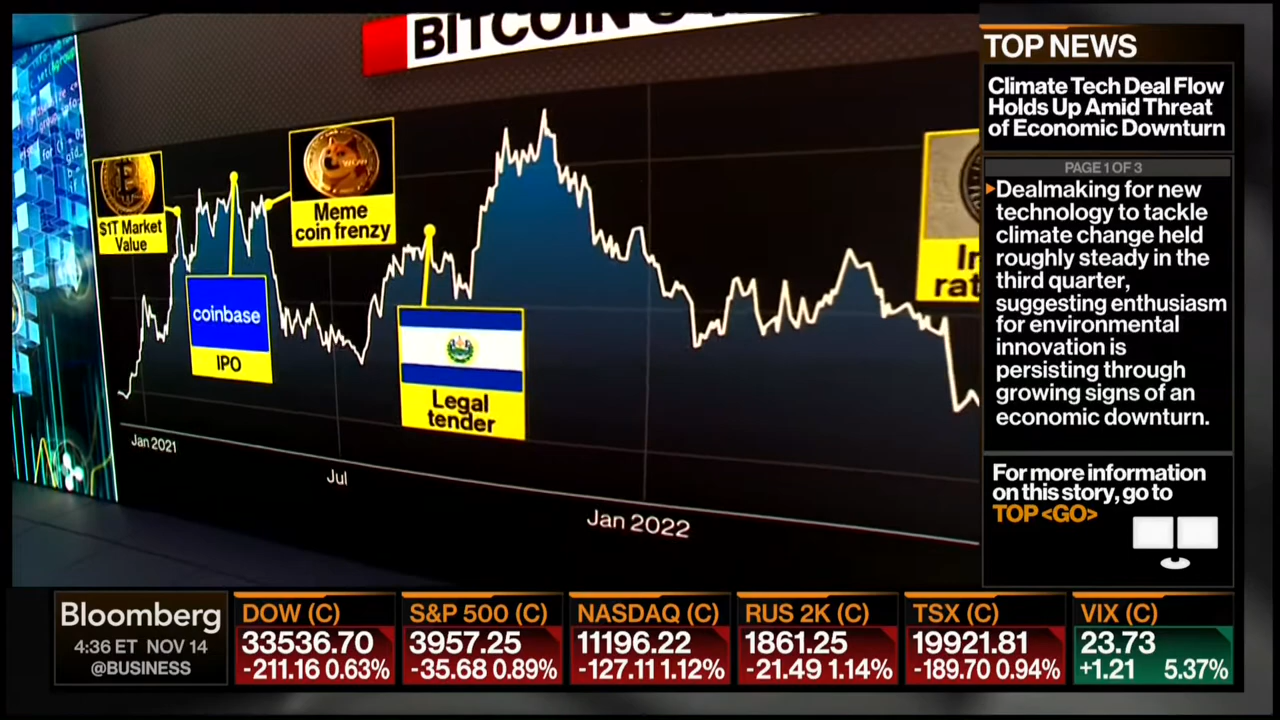 BITCOIN
$1T Market
Value
coinbase
IPO
WOW
Meme
coin frenzy
Legal
tender
Jan 2021
Jul
Jan 2022
TOP NEWS
Climate Tech Deal Flow
Holds Up Amid Threat
of Economic Downturn
PAGE 1 OF 3
Dealmaking for new
technology to tackle
climate change held
roughly steady in the
third quarter,
suggesting enthusiasm
for environmental
innovation is
persisting through
growing signs of an
economic downturn.
For more information
on this story, go to
TOP <GO>
Bloomberg
4:36 ET NOV 14
@BUSINESS
DOW (C)
33536.70
-211.16 0.63%
S&P 500 (C)
3957.25
-35.68 0.89%
NASDAQ (C)
11196.22
-127.11 1.12%
RUS 2K (C)
1861.25
-21.49 1.14%
TSX (C)
19921.81
-189.70 0.94%
VIX (C)
23.73
+1.21 5.37%